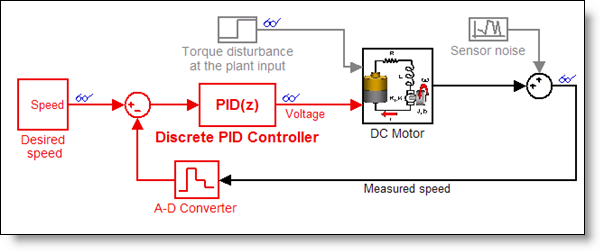 Torque disturbance
at the plant input
Sensor noise
Speed
Desired
speed
PID(z)
Discrete PID Controller
Voltage
R
L
DC Motor
A-D Converter
Measured speed